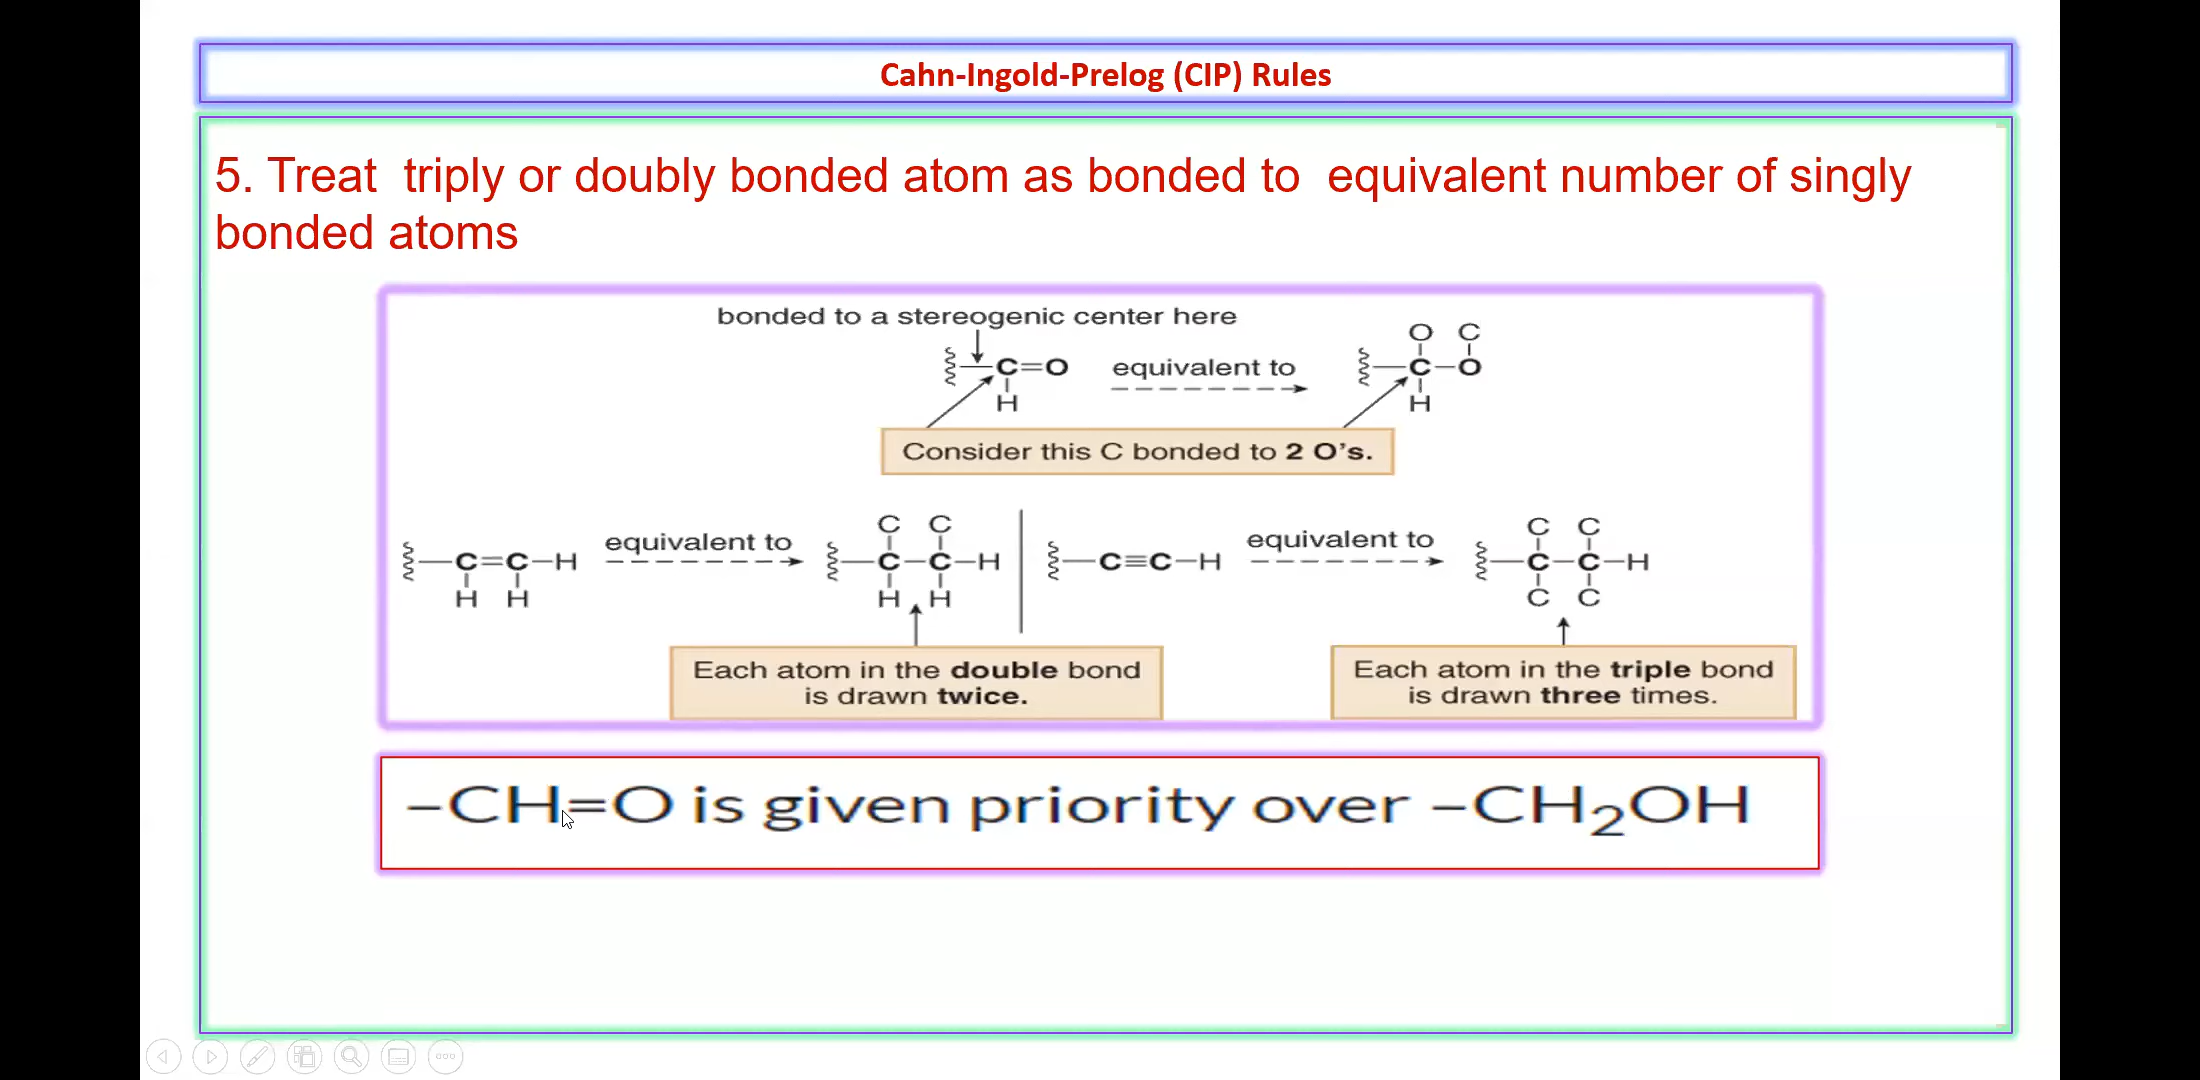 Cahn-Ingold-Prelog (CIP) Rules
5. Treat triply or doubly bonded atom as bonded to equivalent number of singly
bonded atoms
bonded to a stereogenic center here
O C
C=O equivalent to C-O
H H
Consider this C bonded to 2 O's.
C C C C
C=C-H equivalent to C-C-H C≡C-H equivalent to C-C-H
H H H H C C
Each atom in the double bond
is drawn twice.
Each atom in the triple bond
is drawn three times.
–CH=O is given priority over –CH₂OH